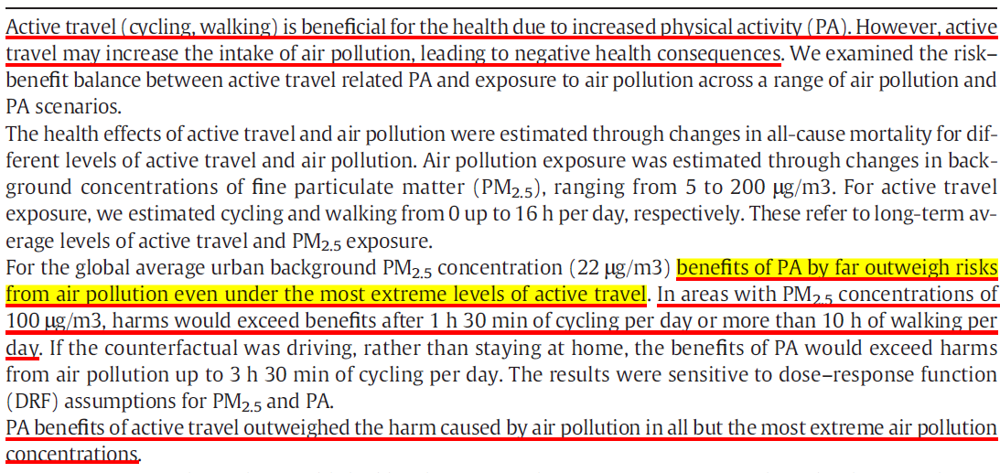 Active travel (cycling, walking) is beneficial for the health due to increased physical activity (PA). However, active
travel may increase the intake of air pollution, leading to negative health consequences. We examined the risk–
benefit balance between active travel related PA and exposure to air pollution across a range of air pollution and
PA scenarios.
The health effects of active travel and air pollution were estimated through changes in all-cause mortality for dif-
ferent levels of active travel and air pollution. Air pollution exposure was estimated through changes in back-
ground concentrations of fine particulate matter (PM₂.₅), ranging from 5 to 200 μg/m3. For active travel
exposure, we estimated cycling and walking from 0 up to 16 h per day, respectively. These refer to long-term av-
erage levels of active travel and PM₂.₅ exposure.
For the global average urban background PM₂.₅ concentration (22 μg/m3) benefits of PA by far outweigh risks
from air pollution even under the most extreme levels of active travel. In areas with PM₂.₅ concentrations of
100 μg/m3, harms would exceed benefits after 1 h 30 min of cycling per day or more than 10 h of walking per
day. If the counterfactual was driving, rather than staying at home, the benefits of PA would exceed harms
from air pollution up to 3 h 30 min of cycling per day. The results were sensitive to dose–response function
(DRF) assumptions for PM₂.₅ and PA.
PA benefits of active travel outweighed the harm caused by air pollution in all but the most extreme air pollution
concentrations.